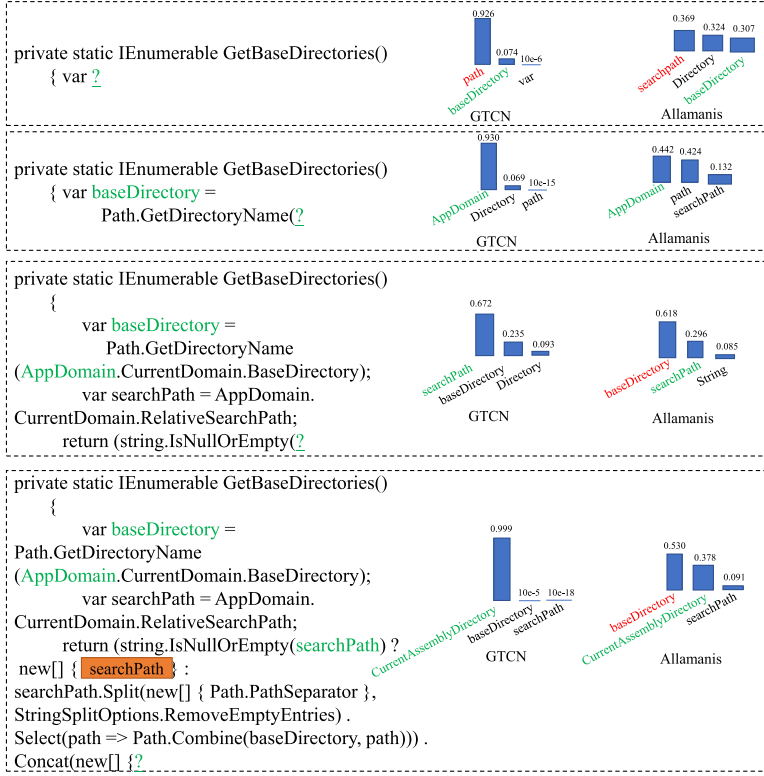 private static IEnumerable GetBaseDirectories()
{ var ?
0.926
0.074
10e-6
path
baseDirectory
var
GTCN
0.369
0.324
0.307
searchpath
Directory
baseDirectory
Allamanis
private static IEnumerable GetBaseDirectories()
{ var baseDirectory =
Path.GetDirectoryName(?
0.930
0.069
10e-15
AppDomain
Directory
path
GTCN
0.442
0.424
0.132
AppDomain
path
searchPath
Allamanis
private static IEnumerable GetBaseDirectories()
{
var baseDirectory =
Path.GetDirectoryName
(AppDomain.CurrentDomain.BaseDirectory);
var searchPath = AppDomain.
CurrentDomain.RelativeSearchPath;
return (string.IsNullOrEmpty(?
0.672
0.235
0.093
searchPath
baseDirectory
Directory
GTCN
0.618
0.296
0.085
baseDirectory
searchPath
String
Allamanis
private static IEnumerable GetBaseDirectories()
{
var baseDirectory =
Path.GetDirectoryName
(AppDomain.CurrentDomain.BaseDirectory);
var searchPath = AppDomain.
CurrentDomain.RelativeSearchPath;
return (string.IsNullOrEmpty(searchPath) ?
new[] { searchPath } :
searchPath.Split(new[] { Path.PathSeparator },
StringSplitOptions.RemoveEmptyEntries) .
Select(path => Path.Combine(baseDirectory, path))) .
Concat(new[] {?
0.999
10e-5
10e-18
CurrentAssemblyDirectory
baseDirectory
searchPath
GTCN
0.530
0.378
0.091
baseDirectory
CurrentAssemblyDirectory
searchPath
Allamanis